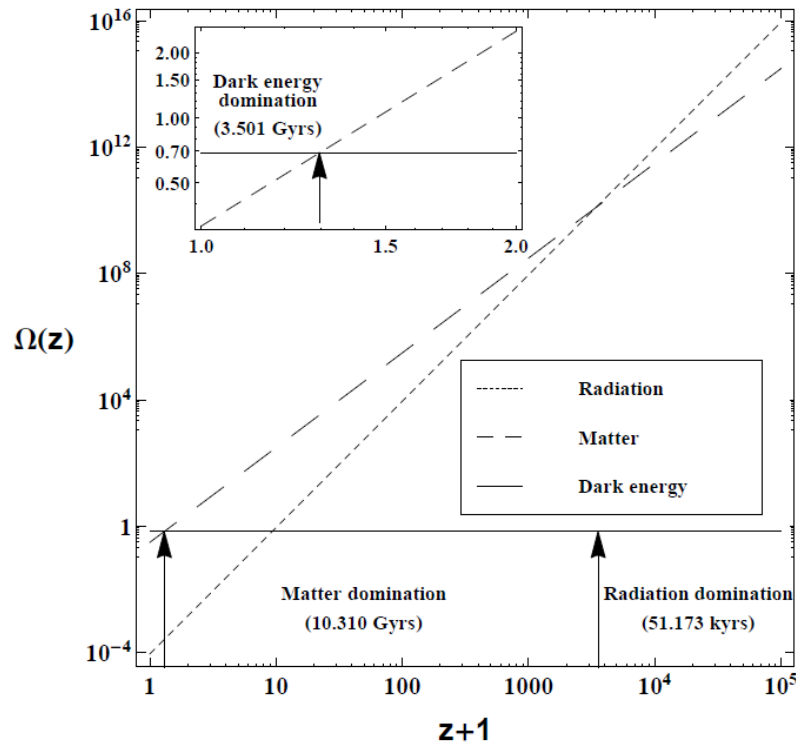 10^16
10^12
10^8
10^4
1
10^-4
Ω(z)
2.00
1.50
1.00
0.70
0.50
Dark energy
domination
(3.501 Gyrs)
1.0
1.5
2.0
Radiation
Matter
Dark energy
Matter domination
(10.310 Gyrs)
Radiation domination
(51.173 kyrs)
1
10
100
1000
10^4
10^5
z+1